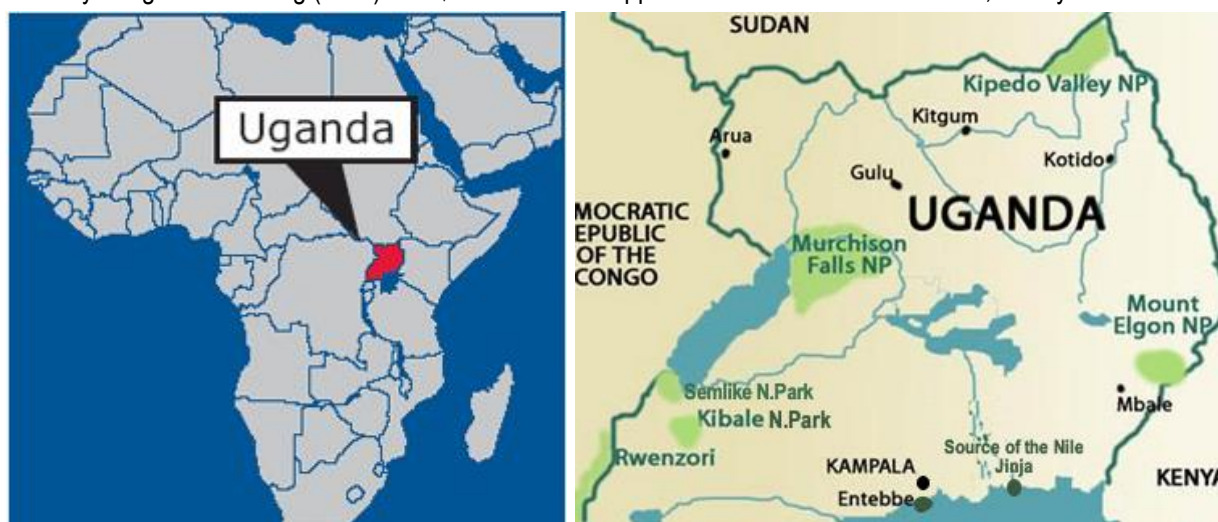 Uganda
SUDAN
Kipedo Valley NP
Kitgum
Arua
Kotido
Gulu
UGANDA
MOCRATIC
EPUBLIC
OF THE
CONGO
Murchison
Falls NP
Mount
Elgon NP
Semlike N.Park
Mbale
Kibale N.Park
Rwenzori
Source of the Nile
Jinja
KAMPALA
KENYA
Entebbe